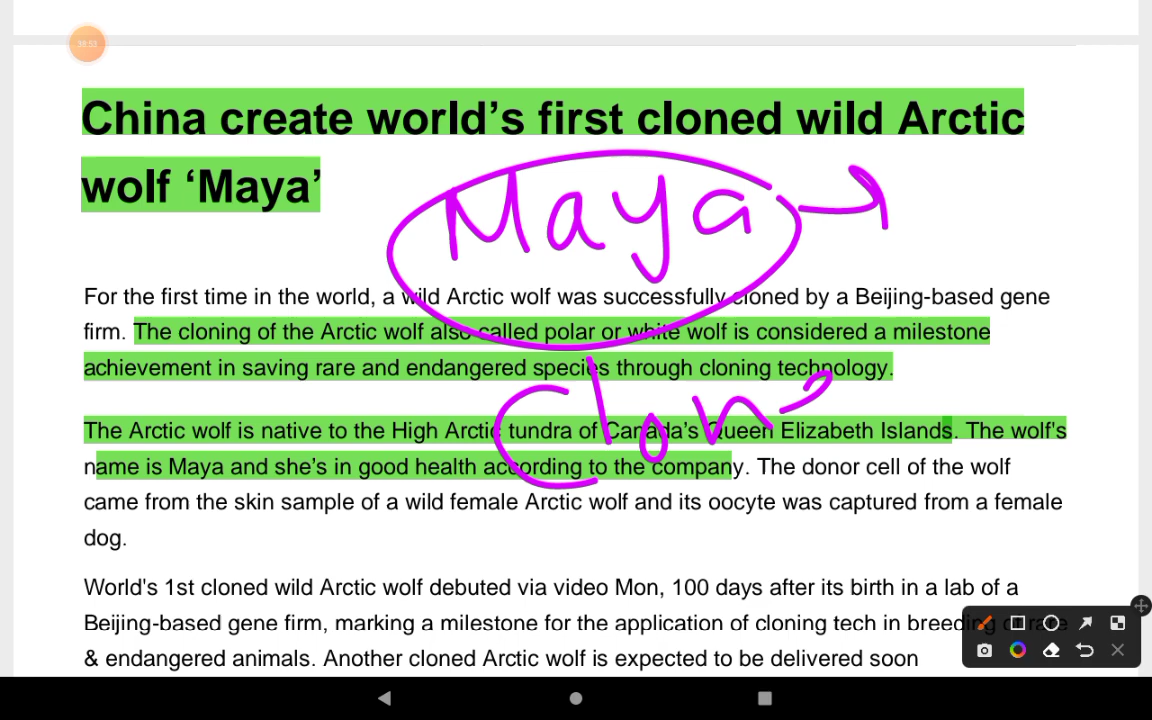 38:53
China create world’s first cloned wild Arctic
wolf ‘Maya’
Maya
For the first time in the world, a wild Arctic wolf was successfully cloned by a Beijing-based gene
firm. The cloning of the Arctic wolf also called polar or white wolf is considered a milestone
achievement in saving rare and endangered species through cloning technology.
Clon
The Arctic wolf is native to the High Arctic tundra of Canada’s Queen Elizabeth Islands. The wolf's
name is Maya and she’s in good health according to the company. The donor cell of the wolf
came from the skin sample of a wild female Arctic wolf and its oocyte was captured from a female
dog.
World's 1st cloned wild Arctic wolf debuted via video Mon, 100 days after its birth in a lab of a
Beijing-based gene firm, marking a milestone for the application of cloning tech in breeding of rare
& endangered animals. Another cloned Arctic wolf is expected to be delivered soon